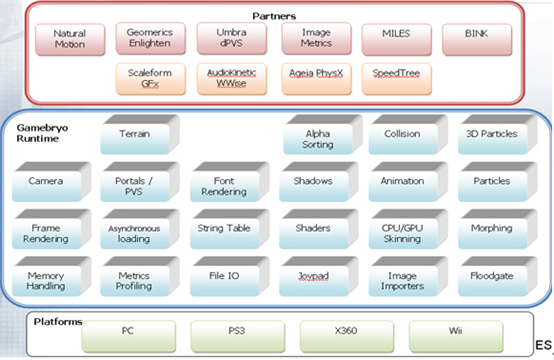 Partners
Natural
Motion
Geomerics
Enlighten
Umbra
dPVS
Image
Metrics
MILES
BINK
Scaleform
GFx
AudioKinetic
WWise
Ageia PhysX
SpeedTree
Gamebryo
Runtime
Terrain
Alpha
Sorting
Collision
3D Particles
Camera
Portals /
PVS
Font
Rendering
Shadows
Animation
Particles
Frame
Rendering
Asynchronous
loading
String Table
Shaders
CPU/GPU
Skinning
Morphing
Memory
Handling
Metrics
Profiling
File IO
Joypad
Image
Importers
Floodgate
Platforms
PC
PS3
X360
Wii
ES